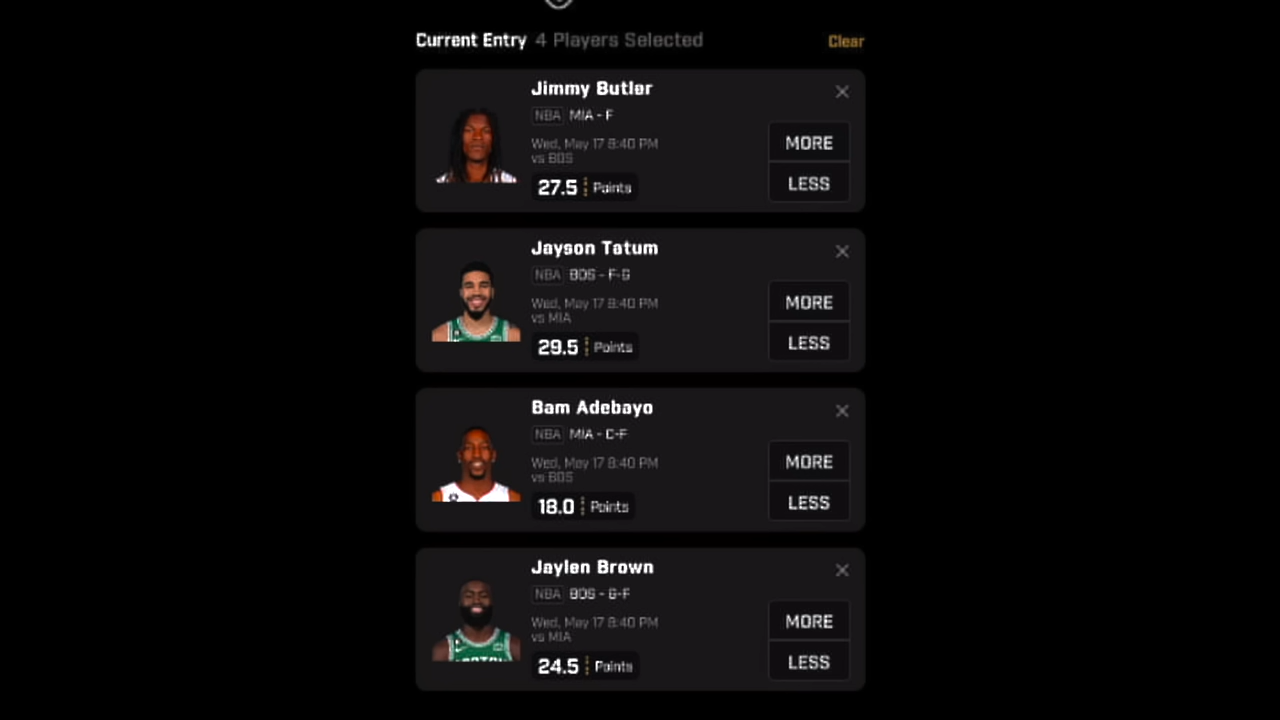 Current Entry 4 Players Selected
Clear
Jimmy Butler
NBA MIA - F
Wed, May 17 8:40 PM
vs BOS
27.5 Points
MORE
LESS
Jayson Tatum
NBA BOS - F-G
Wed, May 17 8:40 PM
vs MIA
29.5 Points
MORE
LESS
Bam Adebayo
NBA MIA - C-F
Wed, May 17 8:40 PM
vs BOS
18.0 Points
MORE
LESS
Jaylen Brown
NBA BOS - G-F
Wed, May 17 8:40 PM
vs MIA
24.5 Points
MORE
LESS